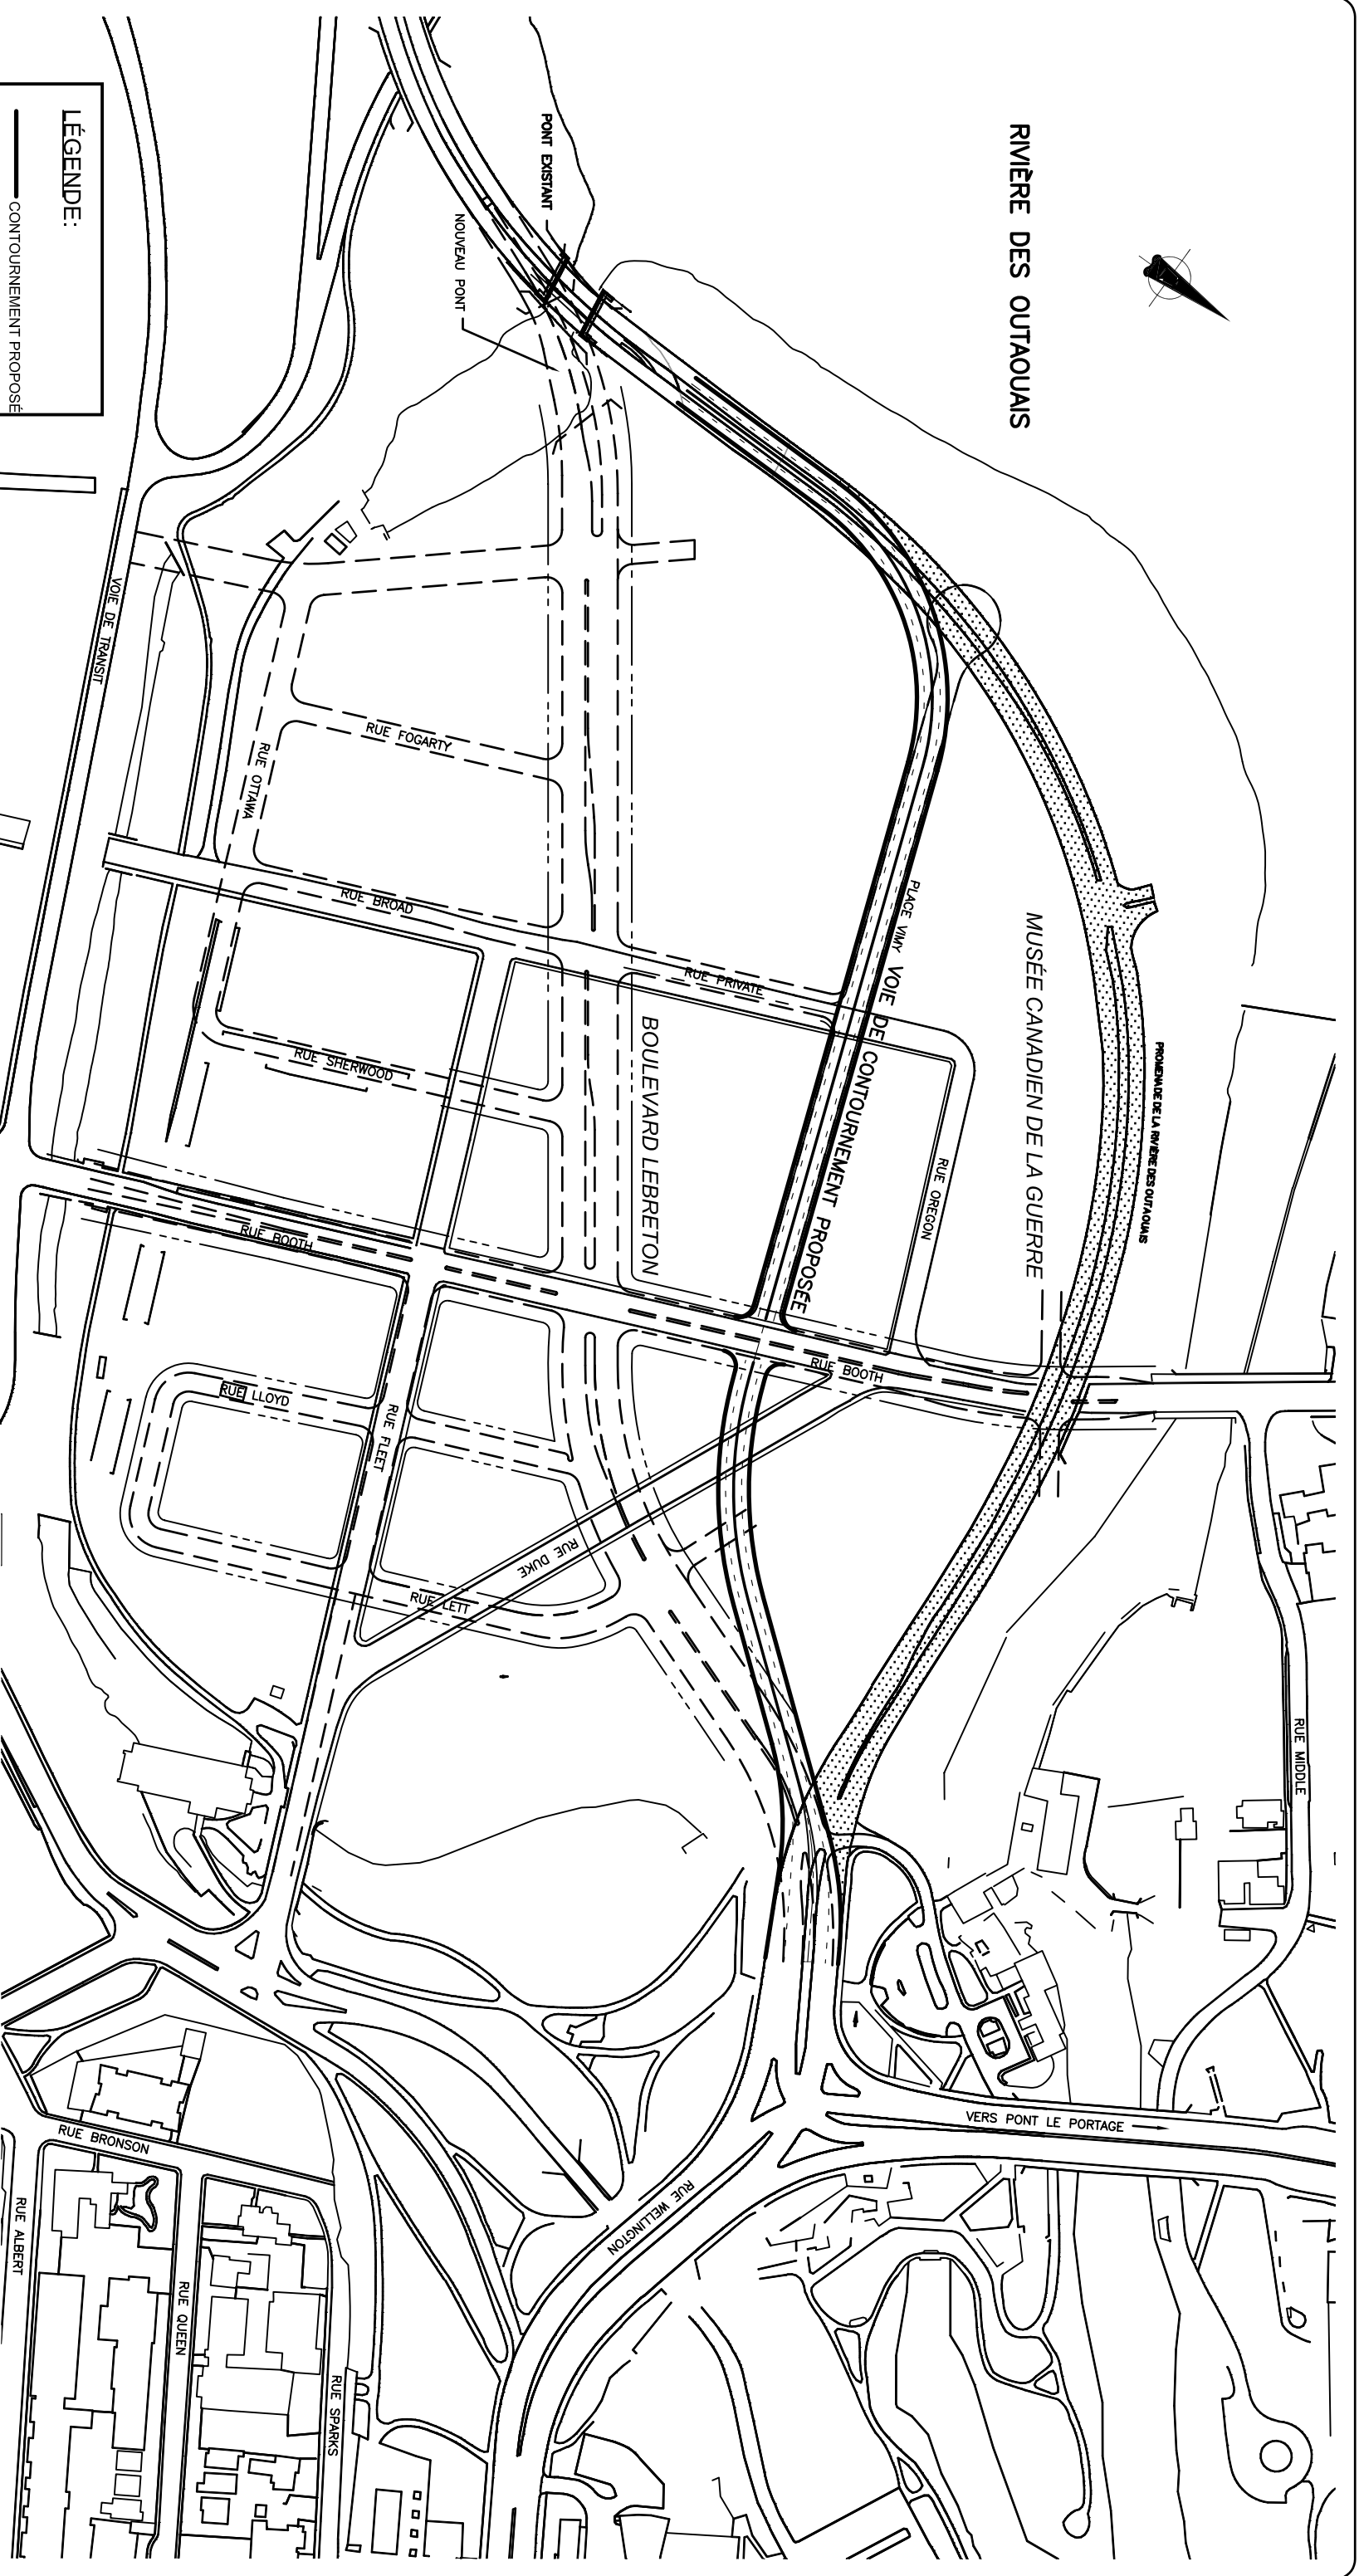 RIVIÈRE DES OUTAOUAIS
PONT EXISTANT
NOUVEAU PONT
LÉGENDE:
CONTOURNEMENT PROPOSÉ
VOIE DE TRANSIT
RUE FOGARTY
RUE OTTAWA
RUE BROAD
RUE PRIVATE
PLACE VIMY
VOIE DE CONTOURNEMENT PROPOSÉE
MUSÉE CANADIEN DE LA GUERRE
PROMENADE DE LA RIVIÈRE DES OUTAOUAIS
BOULEVARD LEBRETON
RUE SHERWOOD
RUE OREGON
RUE BOOTH
RUE BOOTH
RUE LLOYD
RUE FLEET
RUE DUKE
RUE LETT
RUE MIDDLE
VERS PONT LE PORTAGE
RUE WELLINGTON
RUE BRONSON
RUE ALBERT
RUE QUEEN
RUE SPARKS